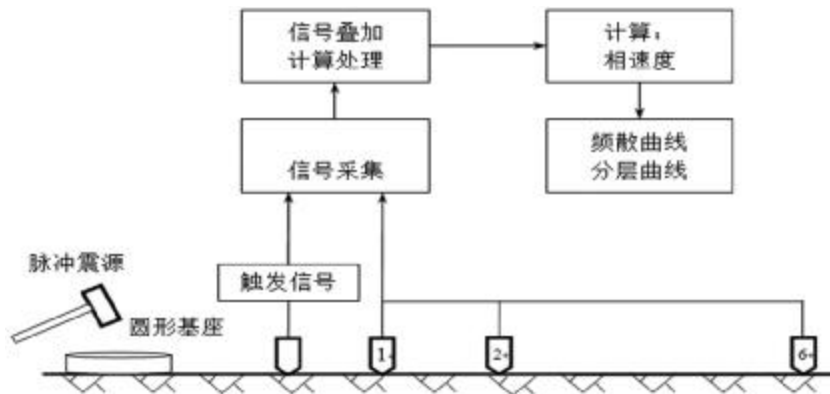 信号叠加
计算处理
计算：
相速度
信号采集
频散曲线
分层曲线
脉冲震源
触发信号
圆形基座
1
2
6